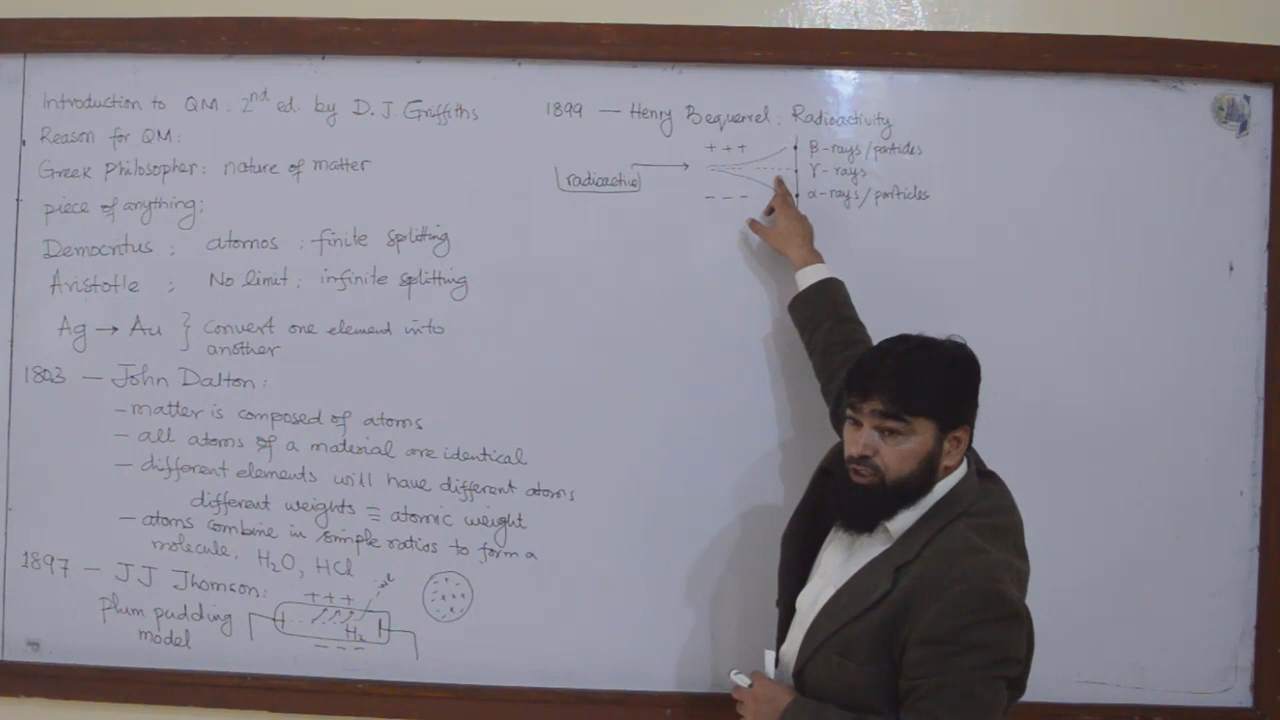 Introduction to QM: 2nd ed. by D. J. Griffiths
Reason for QM:
Greek Philosopher: nature of matter
piece of anything:
Democritus: atomos: finite splitting
Aristotle: No limit: infinite splitting
Ag → Au } Convert one element into
another
1803 — John Dalton:
- matter is composed of atoms
- all atoms of a material are identical
- different elements will have different atoms
different weights ≡ atomic weight
- atoms combine in simple ratios to form a
molecule, H₂O, HCl
1897 — JJ Jhomson:
Plum pudding
model
+ + +
H₂
- - -
1899 — Henry Bequerrel: Radioactivity
radioactive
+ + +
- - -
β-rays/particles
γ-rays
α-rays/particles